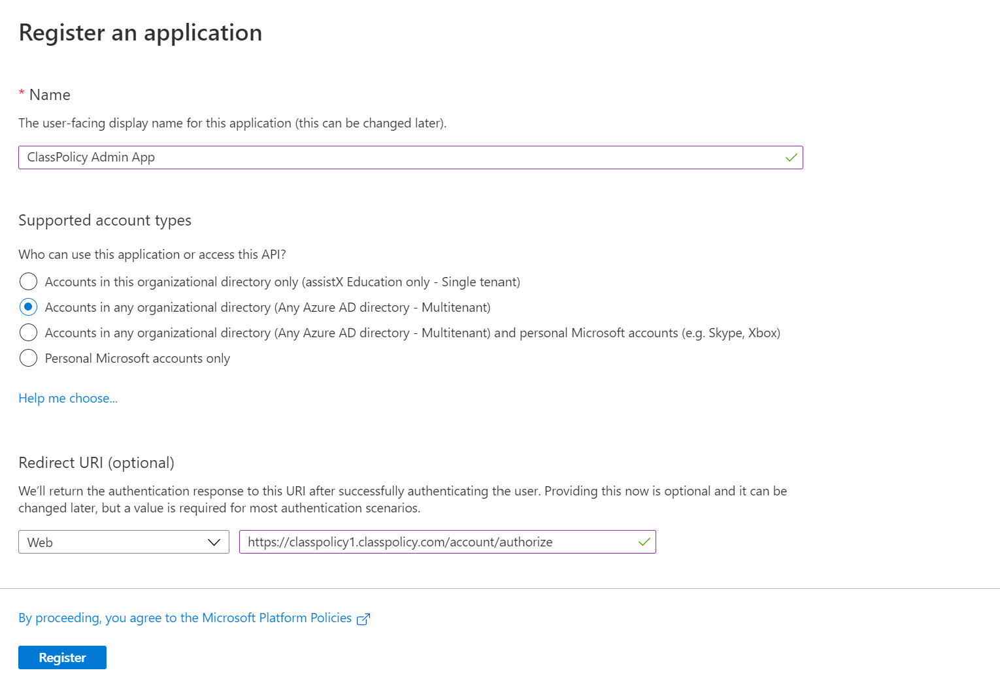 Register an application
* Name
The user-facing display name for this application (this can be changed later).
ClassPolicy Admin App
Supported account types
Who can use this application or access this API?
Accounts in this organizational directory only (assistX Education only - Single tenant)
Accounts in any organizational directory (Any Azure AD directory - Multitenant)
Accounts in any organizational directory (Any Azure AD directory - Multitenant) and personal Microsoft accounts (e.g. Skype, Xbox)
Personal Microsoft accounts only
Help me choose...
Redirect URI (optional)
We'll return the authentication response to this URI after successfully authenticating the user. Providing this now is optional and it can be
changed later, but a value is required for most authentication scenarios.
Web
https://classpolicy1.classpolicy.com/account/authorize
By proceeding, you agree to the Microsoft Platform Policies
Register